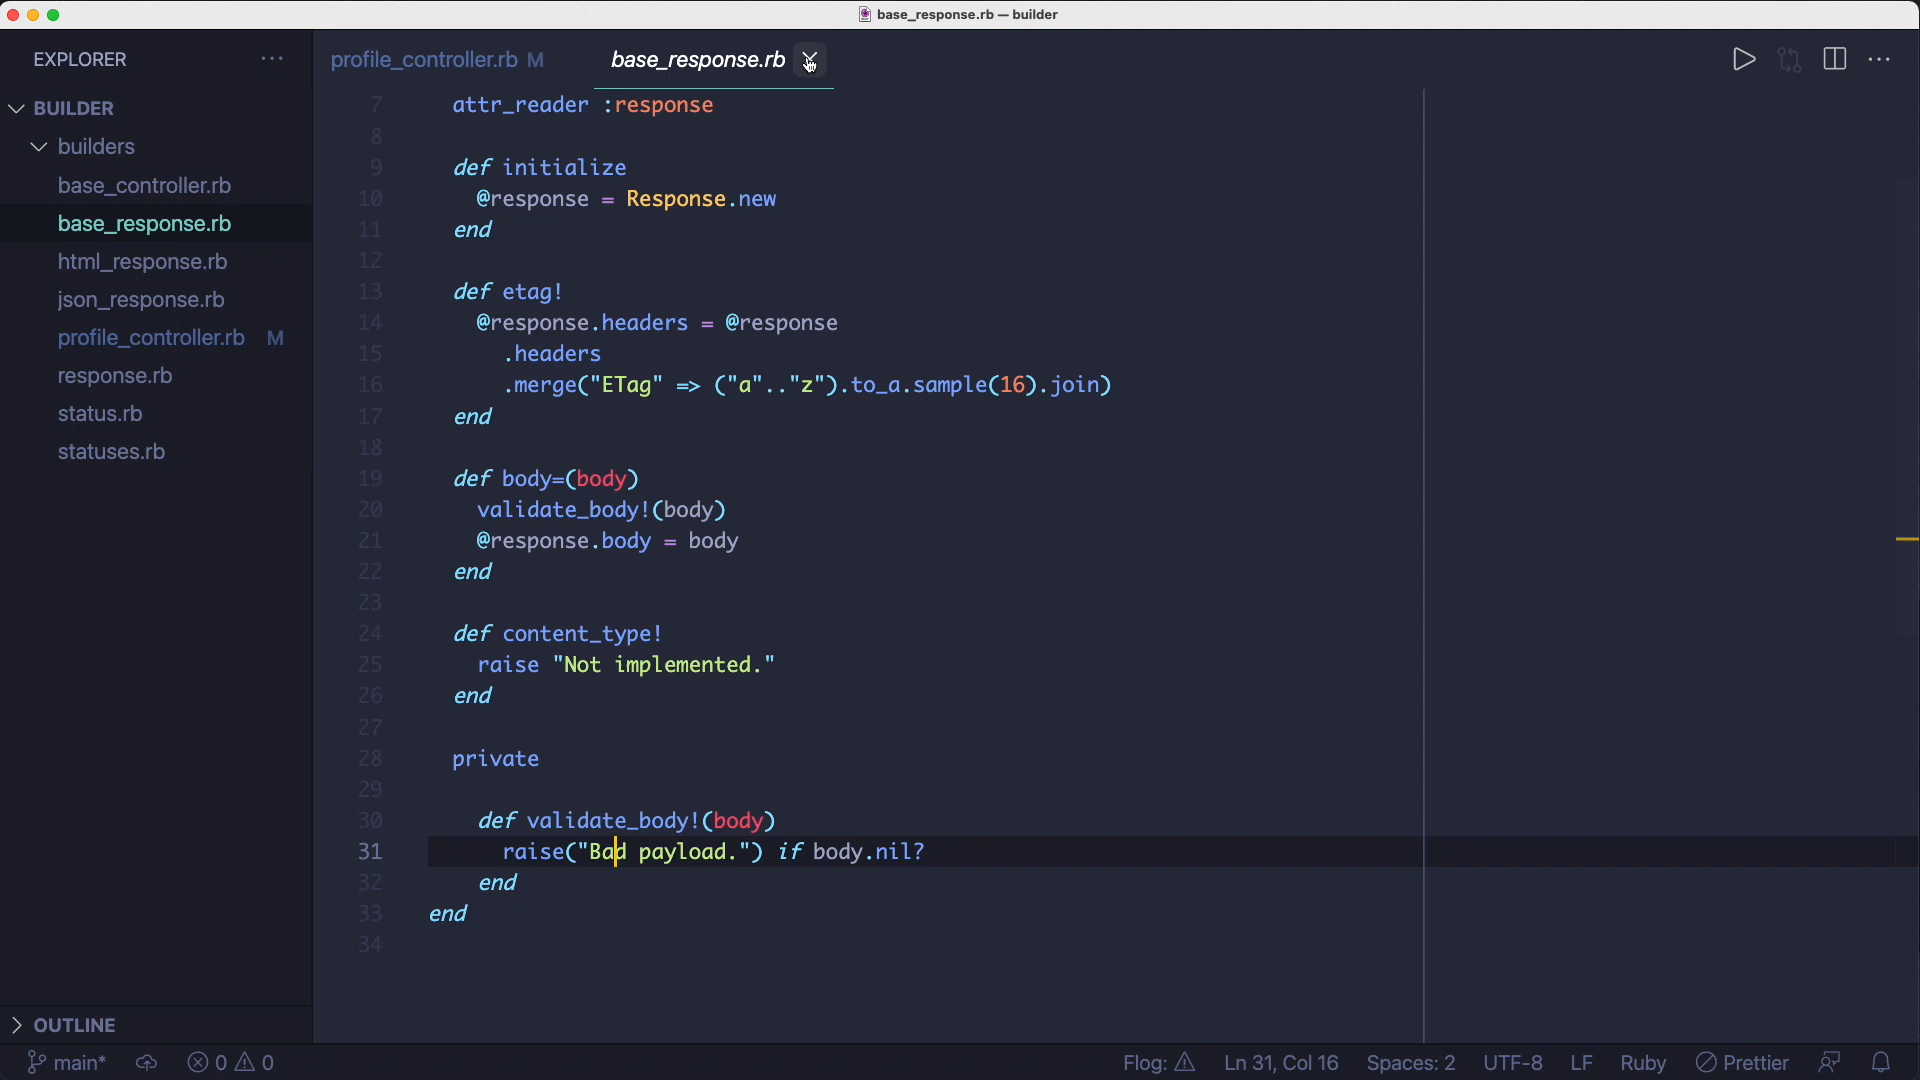 base_response.rb — builder
EXPLORER
profile_controller.rb M
base_response.rb
BUILDER
builders
base_controller.rb
base_response.rb
html_response.rb
json_response.rb
profile_controller.rb M
response.rb
status.rb
statuses.rb
7 attr_reader :response
8
9 def initialize
10 @response = Response.new
11 end
12
13 def etag!
14 @response.headers = @response
15 .headers
16 .merge("ETag" => ("a".."z").to_a.sample(16).join)
17 end
18
19 def body=(body)
20 validate_body!(body)
21 @response.body = body
22 end
23
24 def content_type!
25 raise "Not implemented."
26 end
27
28 private
29
30 def validate_body!(body)
31 raise("Bad payload.") if body.nil?
32 end
33 end
34
OUTLINE
main* 0 0 Flog: Ln 31, Col 16 Spaces: 2 UTF-8 LF Ruby Prettier